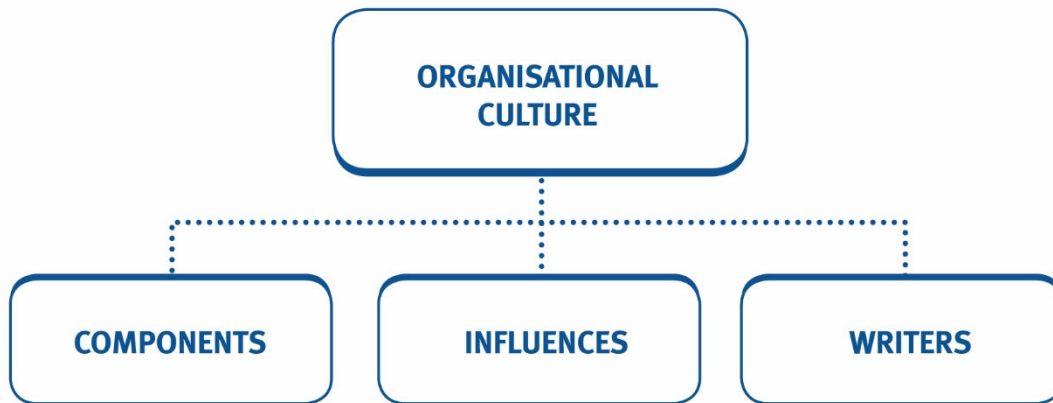 ORGANISATIONAL
CULTURE
COMPONENTS
INFLUENCES
WRITERS